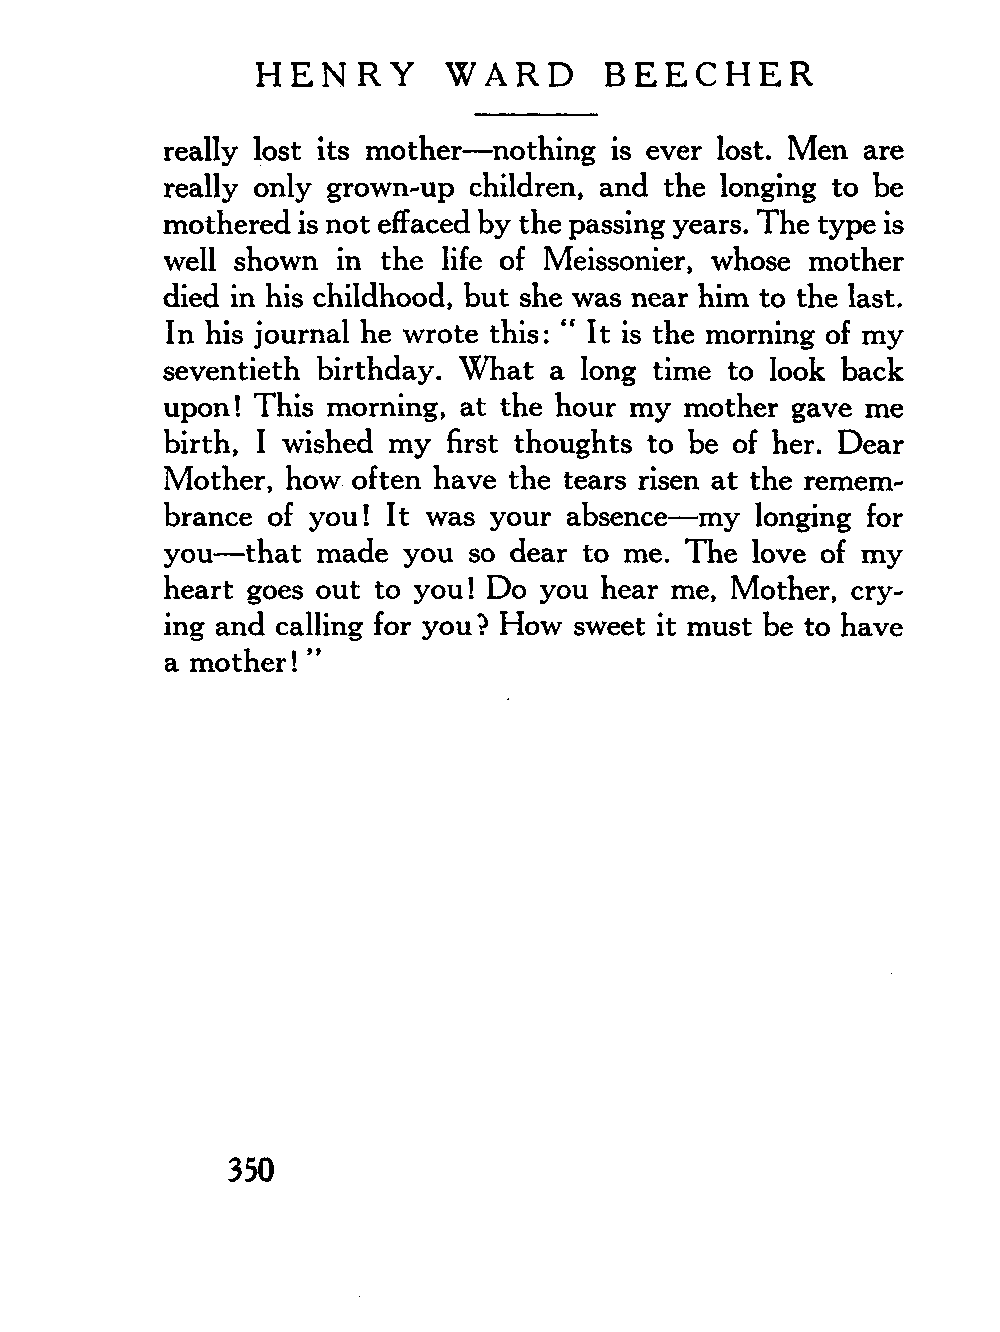 HENRY WARD BEECHER
really lost its mother—nothing is ever lost. Men are
really only grown-up children, and the longing to be
mothered is not effaced by the passing years. The type is
well shown in the life of Meissonier, whose mother
died in his childhood, but she was near him to the last.
In his journal he wrote this: “ It is the morning of my
seventieth birthday. What a long time to look back
upon! This morning, at the hour my mother gave me
birth, I wished my first thoughts to be of her. Dear
Mother, how often have the tears risen at the remem-
brance of you! It was your absence—my longing for
you—that made you so dear to me. The love of my
heart goes out to you! Do you hear me, Mother, cry-
ing and calling for you? How sweet it must be to have
a mother! ”
350